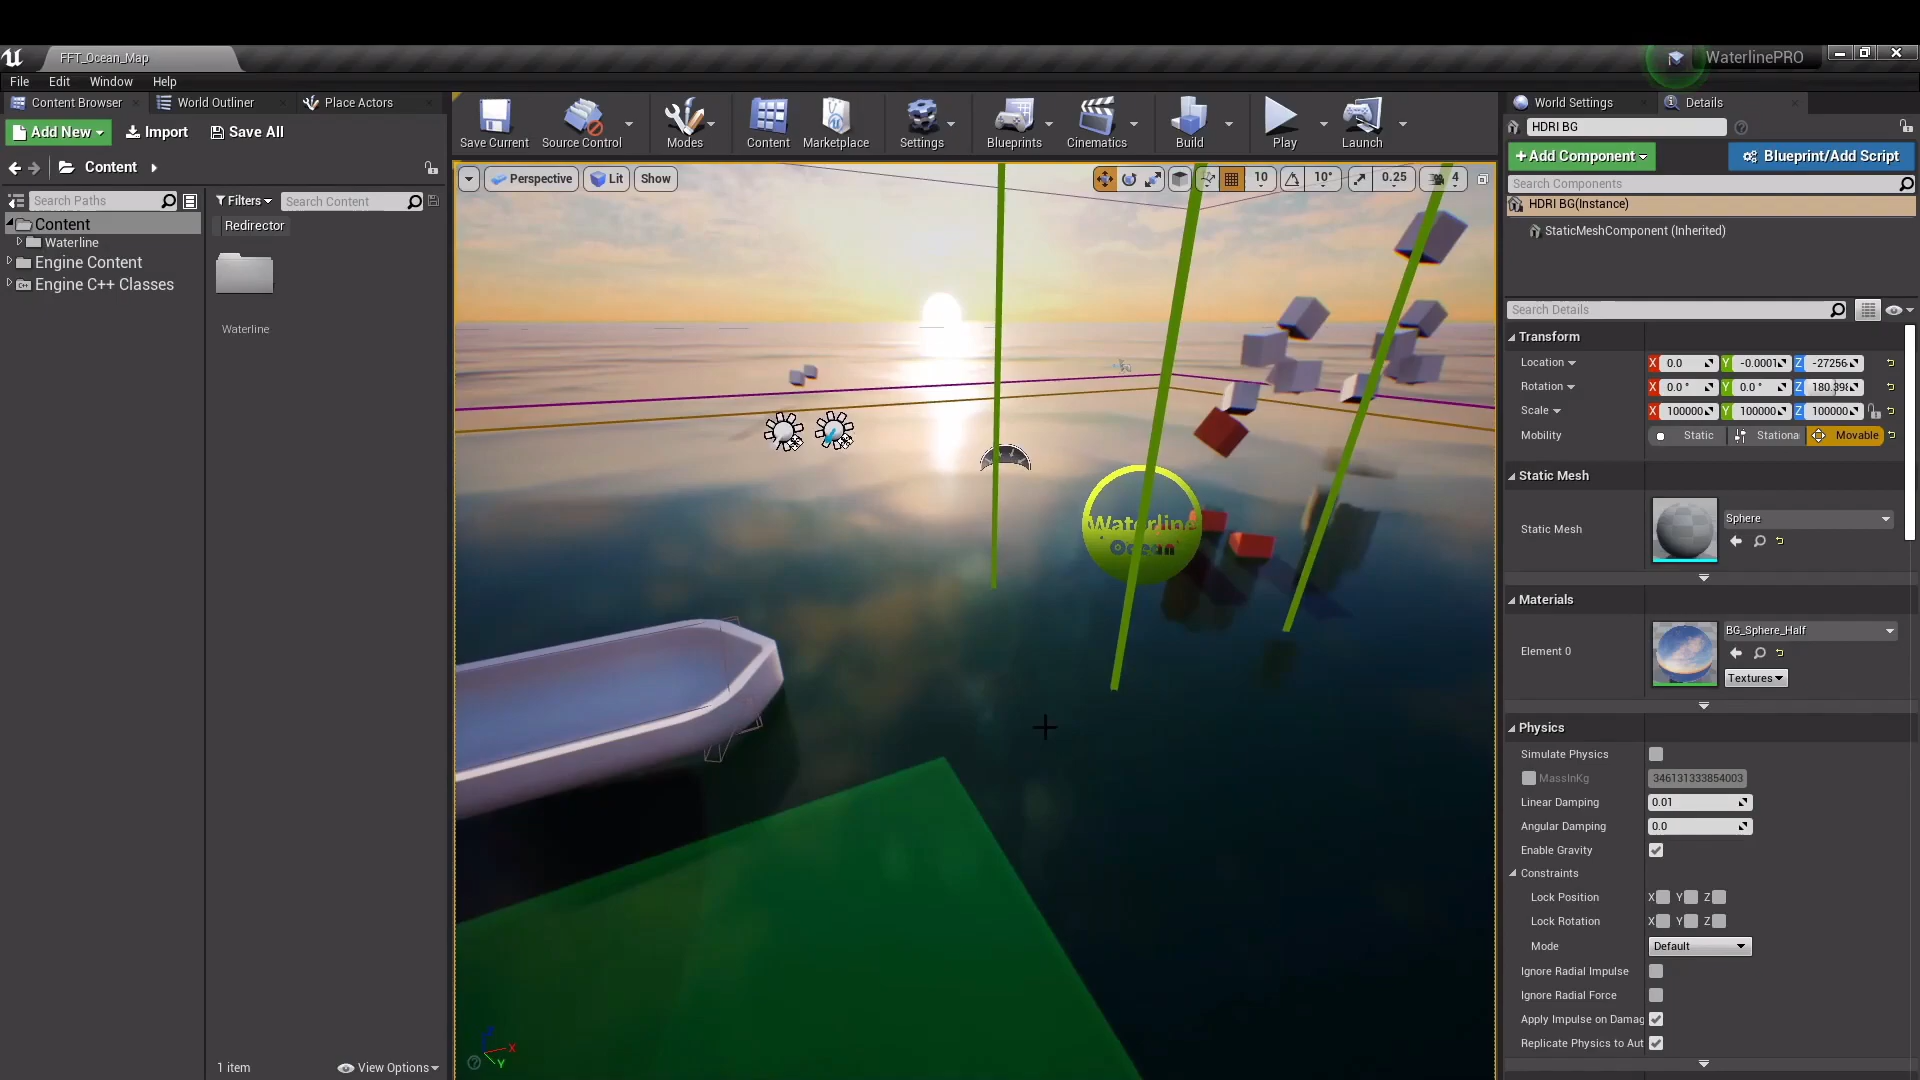 FFT_Ocean_Map
WaterlinePRO
File Edit Window Help
Content Browser
World Outliner
Place Actors
Add New
Import
Save All
Content
Search Paths
Filters
Search Content
Content
Waterline
Engine Content
Engine C++ Classes
Redirector
Waterline
1 item
View Options
Save Current
Source Control
Modes
Content
Marketplace
Settings
Blueprints
Cinematics
Build
Play
Launch
Perspective
Lit
Show
10
10°
0.25
4
Waterline
Ocean
X
Y
World Settings
Details
HDRI BG
+Add Component
Blueprint/Add Script
Search Components
HDRI BG(Instance)
StaticMeshComponent (Inherited)
Search Details
Transform
Location X 0.0 Y -0.0001 Z -27256
Rotation X 0.0 ° Y 0.0 ° Z 180.398
Scale X 100000 Y 100000 Z 100000
Mobility Static Stationa Movable
Static Mesh
Static Mesh
Sphere
Materials
Element 0
BG_Sphere_Half
Textures
Physics
Simulate Physics
MassInKg 346131333854003
Linear Damping 0.01
Angular Damping 0.0
Enable Gravity
Constraints
Lock Position X Y Z
Lock Rotation X Y Z
Mode Default
Ignore Radial Impulse
Ignore Radial Force
Apply Impulse on Damag
Replicate Physics to Aut